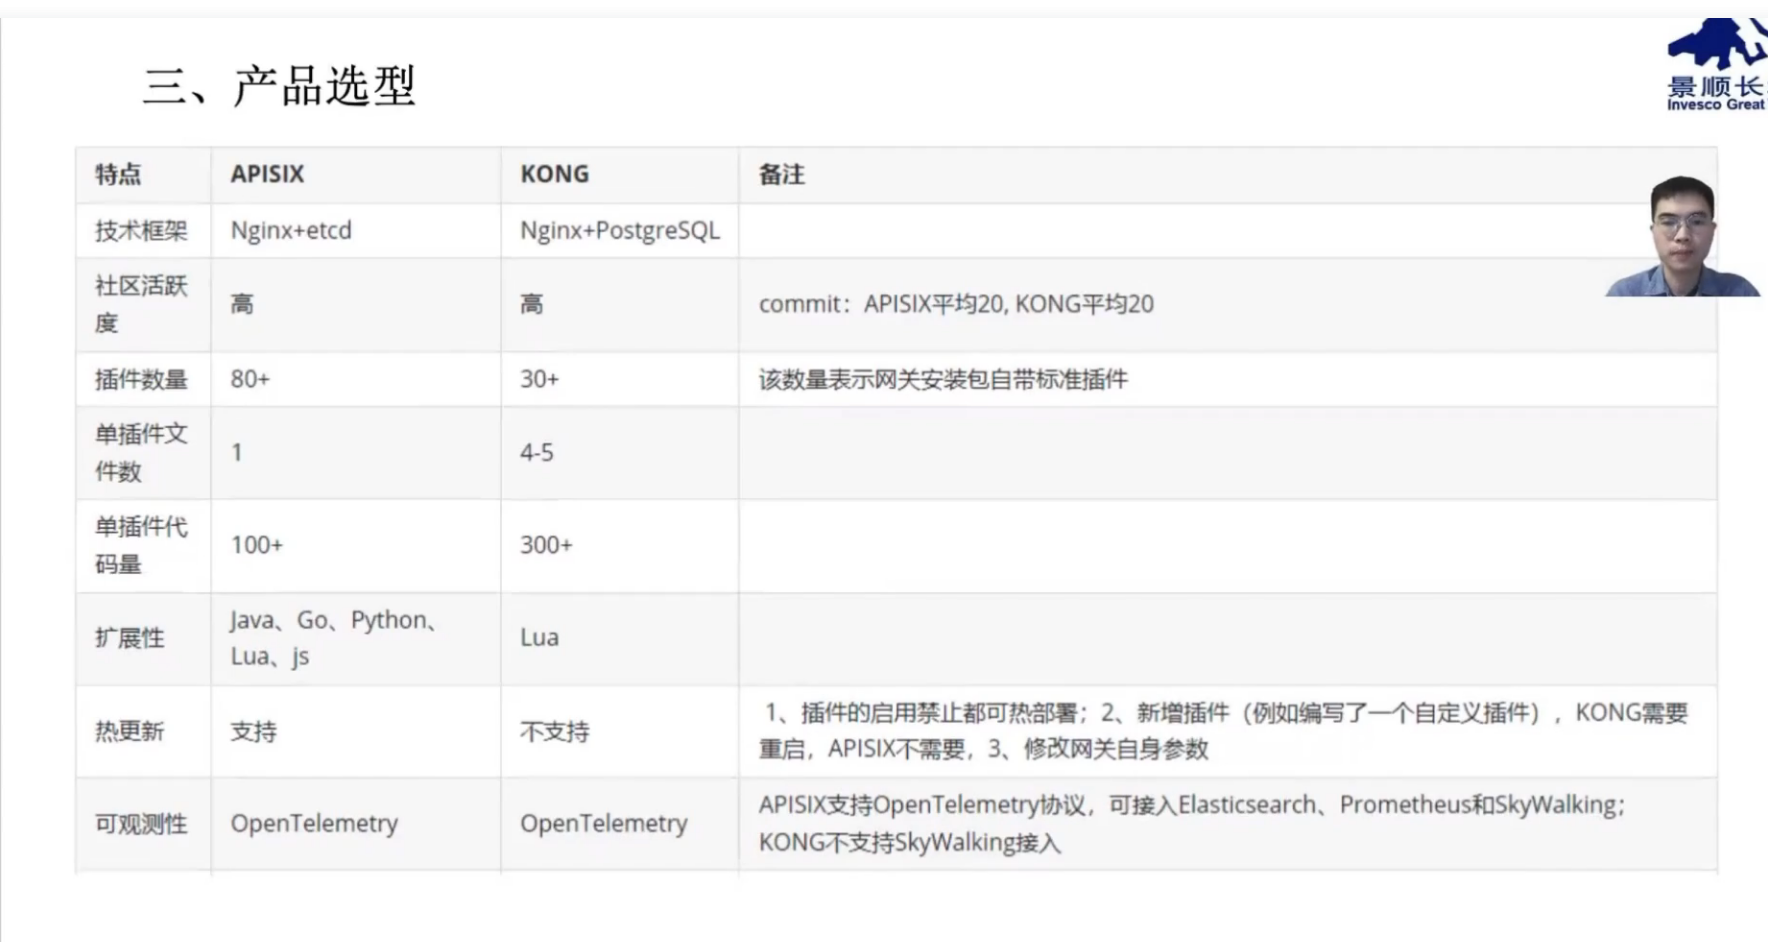 三、产品选型
景顺长
Invesco Great
特点 APISIX KONG 备注
技术框架 Nginx+etcd Nginx+PostgreSQL
社区活跃
度 高 高 commit：APISIX平均20, KONG平均20
插件数量 80+ 30+ 该数量表示网关安装包自带标准插件
单插件文
件数 1 4-5
单插件代
码量 100+ 300+
扩展性 Java、Go、Python、
Lua、js Lua
热更新 支持 不支持 1、插件的启用禁止都可热部署；2、新增插件（例如编写了一个自定义插件），KONG需要
重启，APISIX不需要，3、修改网关自身参数
可观测性 OpenTelemetry OpenTelemetry APISIX支持OpenTelemetry协议，可接入Elasticsearch、Prometheus和SkyWalking；
KONG不支持SkyWalking接入